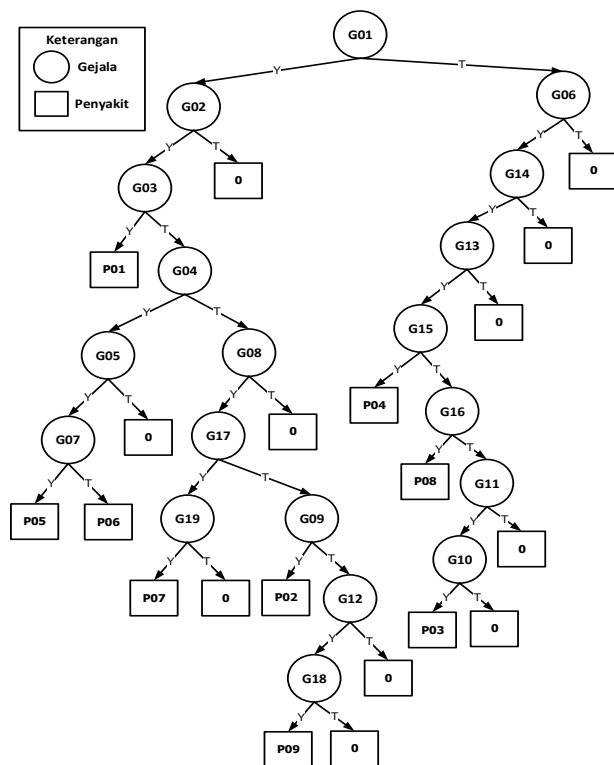 Keterangan
Gejala
Penyakit
G01
Y
T
G02
G06
Y
T
Y
T
G03
0
G14
0
Y
T
Y
T
P01
G04
G13
0
Y
T
Y
T
G05
G08
G15
0
Y
T
Y
T
Y
T
G07
0
G17
0
P04
G16
Y
T
Y
T
Y
T
P05
P06
G19
G09
P08
G11
Y
T
Y
T
Y
T
P07
0
P02
G12
G10
0
Y
T
Y
T
G18
0
P03
0
Y
T
P09
0